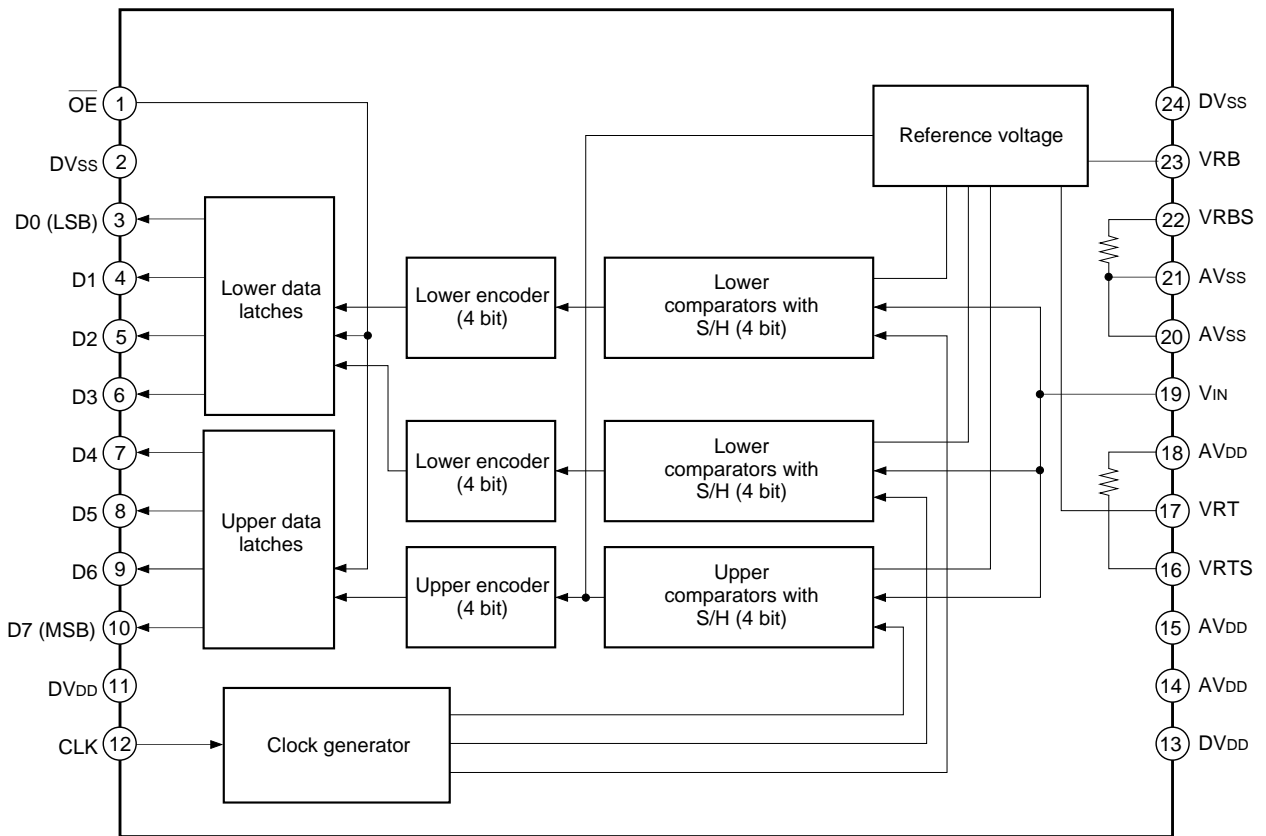 OE
1
DVSS
2
D0 (LSB)
3
D1
4
D2
5
D3
6
D4
7
D5
8
D6
9
D7 (MSB)
10
DVDD
11
CLK
12
Lower data
latches
Upper data
latches
Clock generator
Lower encoder
(4 bit)
Lower encoder
(4 bit)
Upper encoder
(4 bit)
Lower
comparators with
S/H (4 bit)
Lower
comparators with
S/H (4 bit)
Upper
comparators with
S/H (4 bit)
Reference voltage
24
DVSS
23
VRB
22
VRBS
21
AVSS
20
AVSS
19
VIN
18
AVDD
17
VRT
16
VRTS
15
AVDD
14
AVDD
13
DVDD